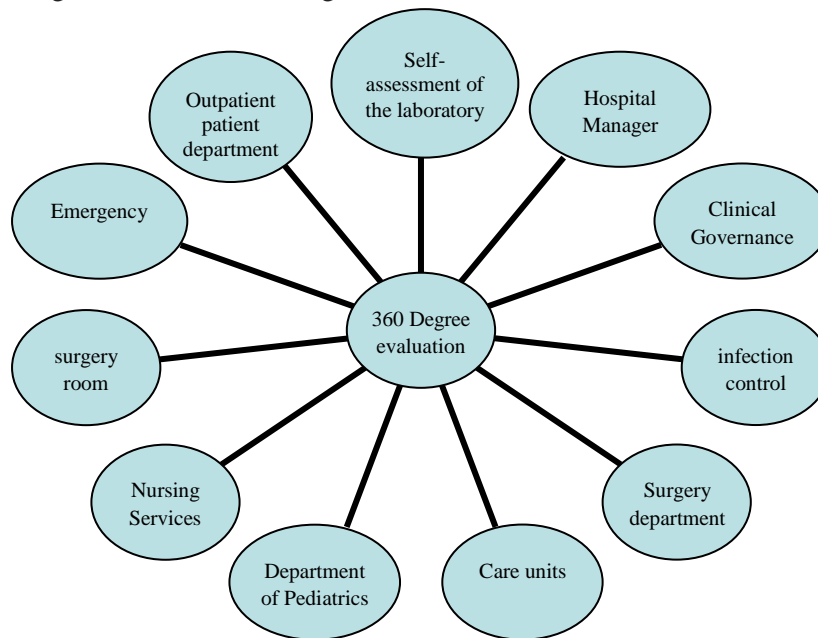 Self-
assessment of
the laboratory
Hospital
Manager
Outpatient
patient
department
Clinical
Governance
Emergency
360 Degree
evaluation
infection
control
surgery
room
Surgery
department
Nursing
Services
Care units
Department
of Pediatrics